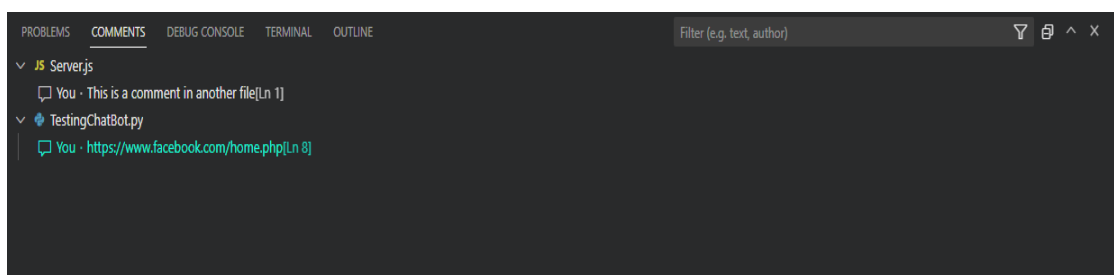 PROBLEMS COMMENTS DEBUG CONSOLE TERMINAL OUTLINE Filter (e.g. text, author)
JS Server.js
You · This is a comment in another file[Ln 1]
TestingChatBot.py
You · https://www.facebook.com/home.php[Ln 8]